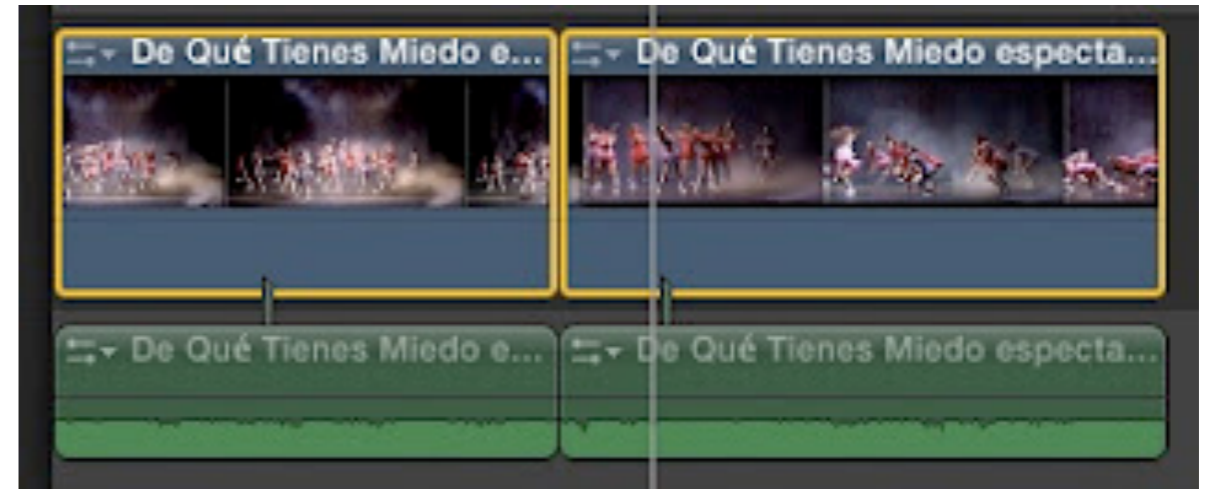 De Qué Tienes Miedo e...
De Qué Tienes Miedo especta...
De Qué Tienes Miedo e...
De Qué Tienes Miedo especta...